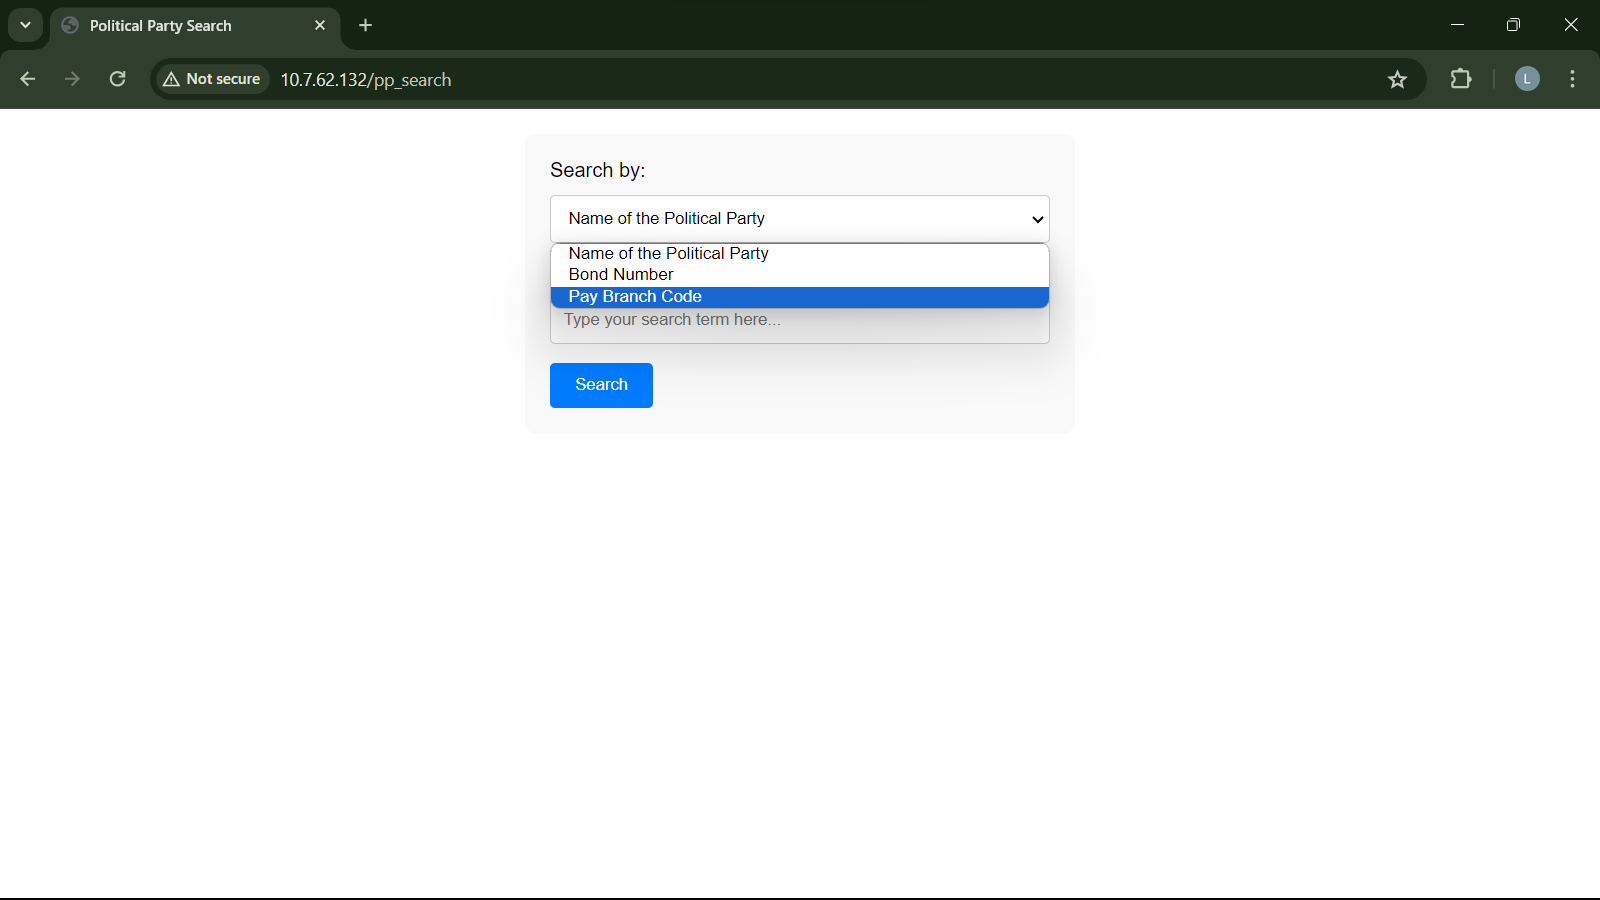 Political Party Search
Not secure
10.7.62.132/pp_search
L
Search by:
Name of the Political Party
Name of the Political Party
Bond Number
Pay Branch Code
Type your search term here...
Search